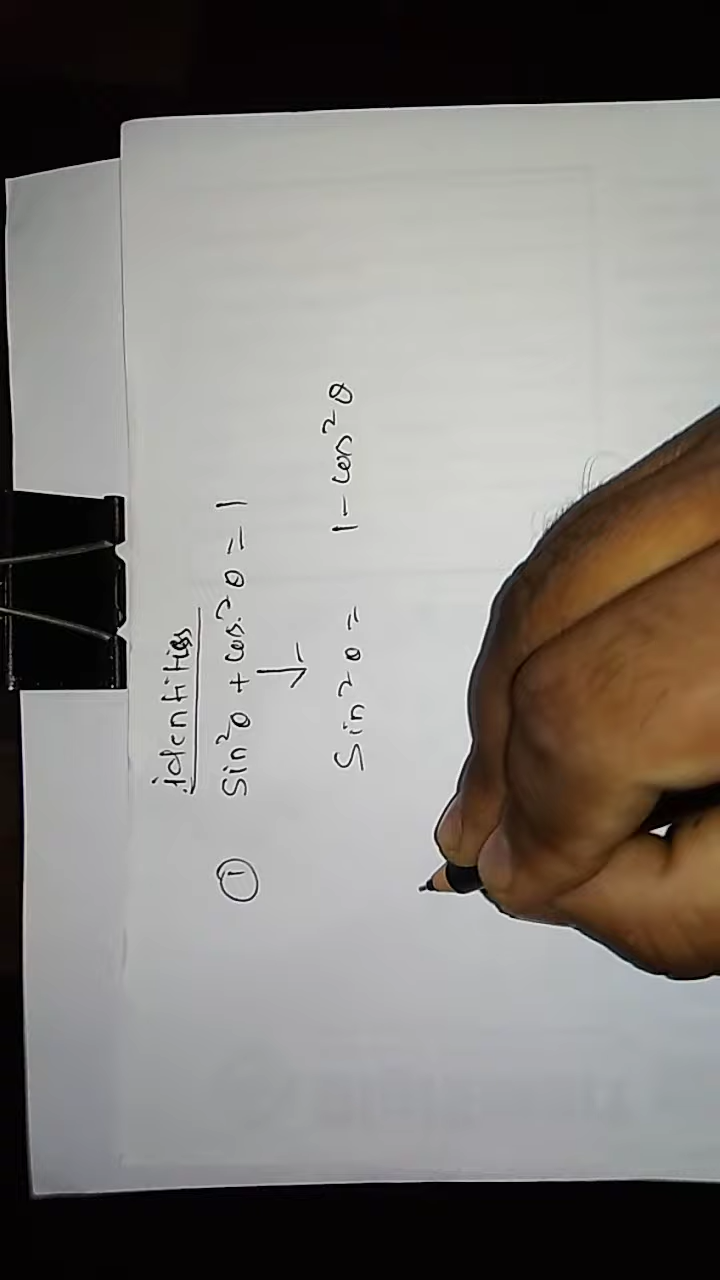 identities
① Sin²θ + cos²θ = 1
↓
Sin²θ = 1 - cos²θ